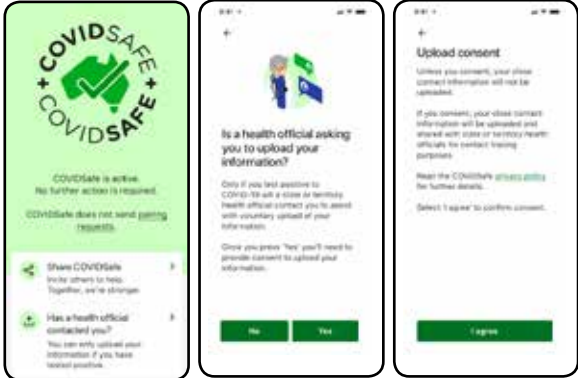 COVIDSAFE
COVIDSAFE
COVIDSafe is active.
No further action is required.
COVIDSafe does not send pairing
requests.
Share COVIDSafe
Invite others to help.
Together, we're stronger.
Has a health official
contacted you?
You can only upload your
information if you have
tested positive.
Is a health official asking
you to upload your
information?
Only if you test positive to
COVID-19 will a state or territory
health official contact you to assist
with voluntary upload of your
information.
Once you press 'Yes' you'll need to
provide consent to upload your
information.
No
Yes
Upload consent
Unless you consent, your close
contact information will not be
uploaded.
If you consent, your close contact
information will be uploaded and
shared with state or territory health
officials for contact tracing
purposes.
Read the COVIDSafe privacy policy
for further details.
Select 'I agree' to confirm consent.
I agree